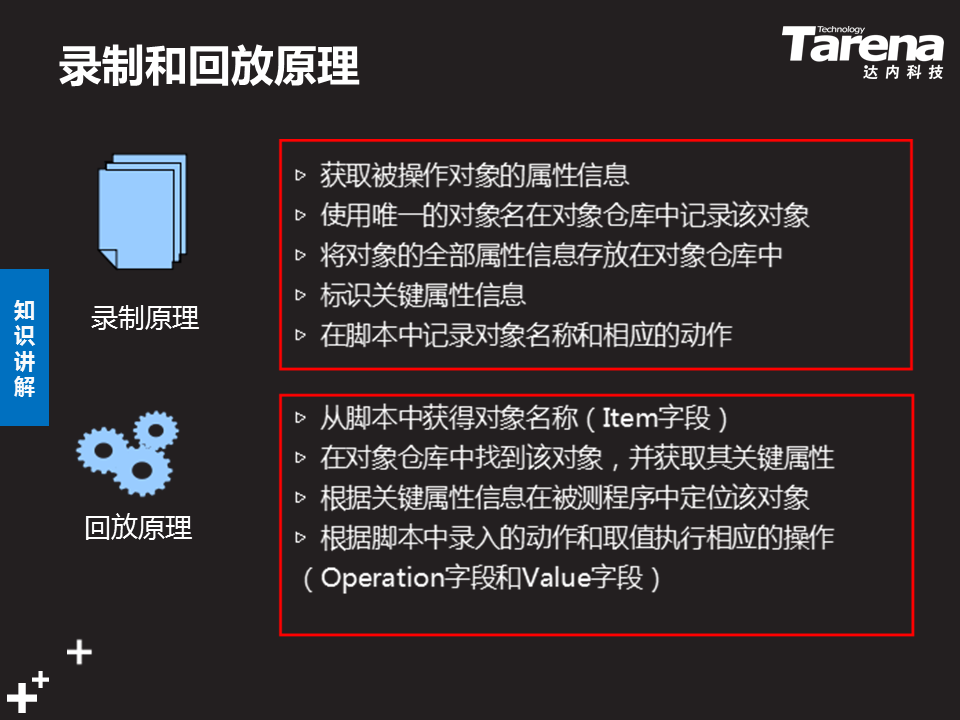 录制和回放原理
Technology
Tarena
达内科技
获取被操作对象的属性信息
使用唯一的对象名在对象仓库中记录该对象
将对象的全部属性信息存放在对象仓库中
标识关键属性信息
在脚本中记录对象名称和相应的动作
录制原理
知识讲解
从脚本中获得对象名称（Item字段）
在对象仓库中找到该对象，并获取其关键属性
根据关键属性信息在被测程序中定位该对象
根据脚本中录入的动作和取值执行相应的操作
（Operation字段和Value字段）
回放原理